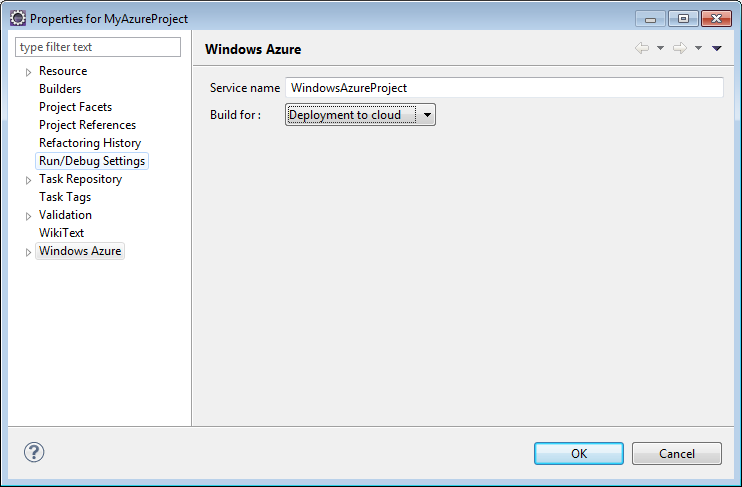 Properties for MyAzureProject
type filter text
Resource
Builders
Project Facets
Project References
Refactoring History
Run/Debug Settings
Task Repository
Task Tags
Validation
WikiText
Windows Azure
Windows Azure
Service name WindowsAzureProject
Build for : Deployment to cloud
?
OK Cancel